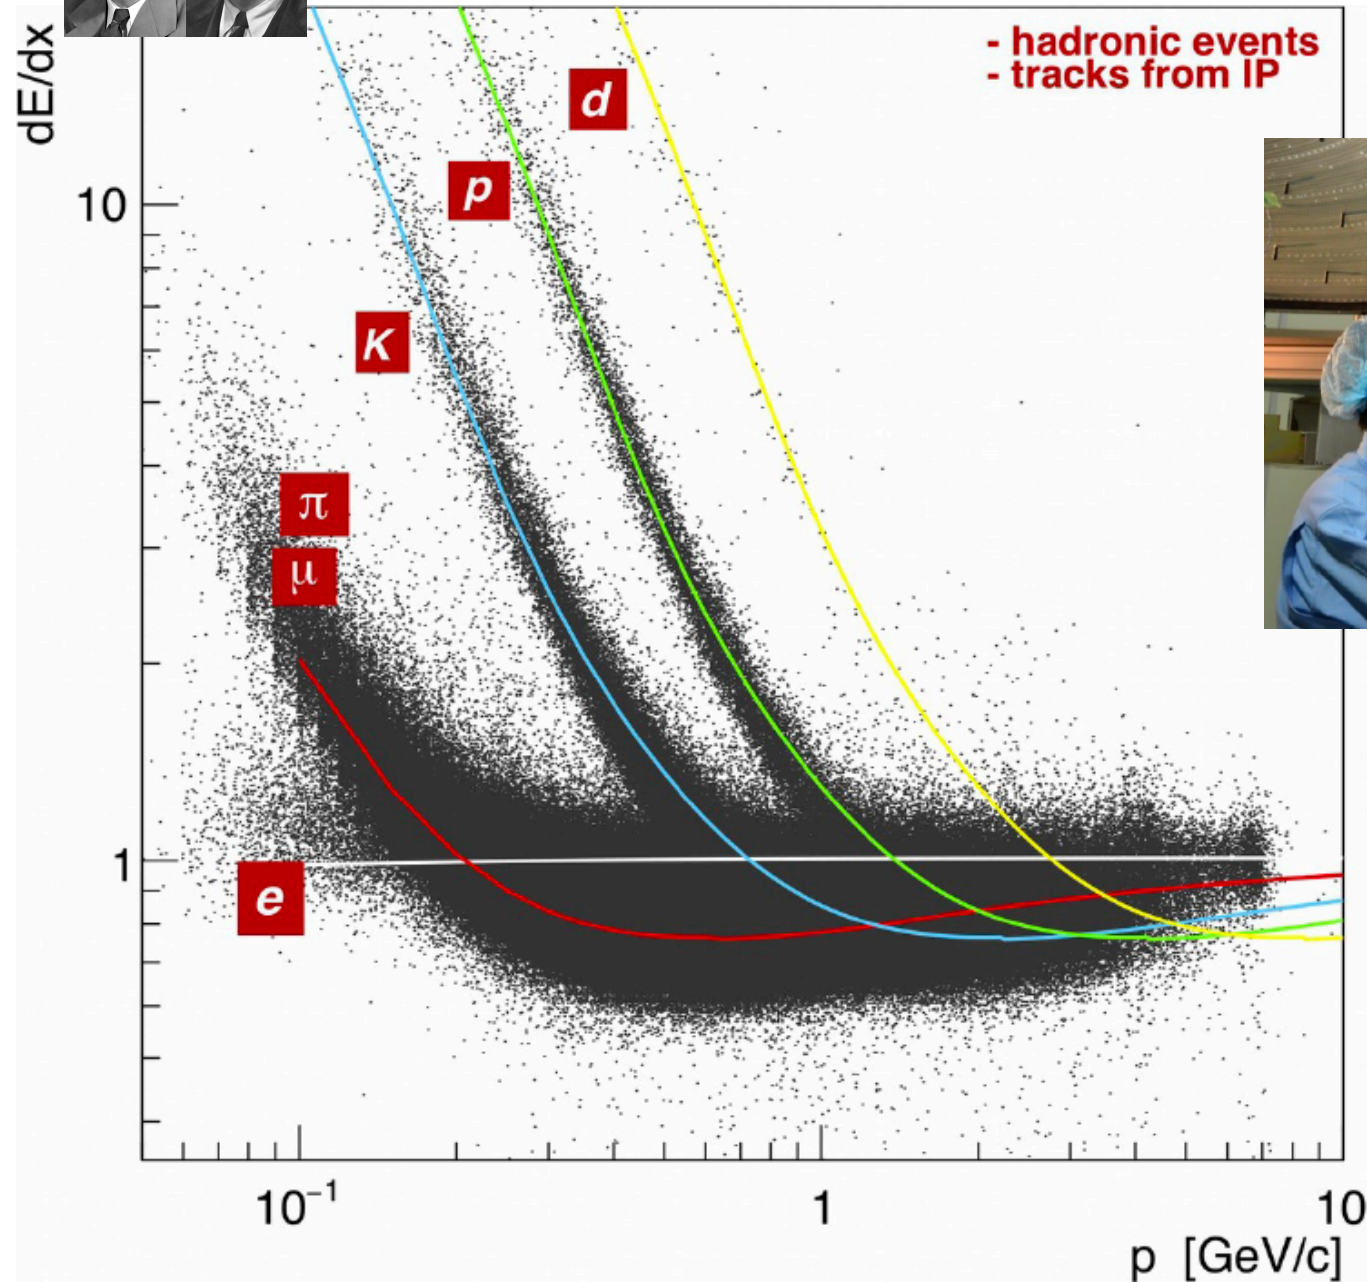 dE/dx
- hadronic events
- tracks from IP
d
10
p
K
π
μ
1
e
10⁻¹
1
10
p [GeV/c]